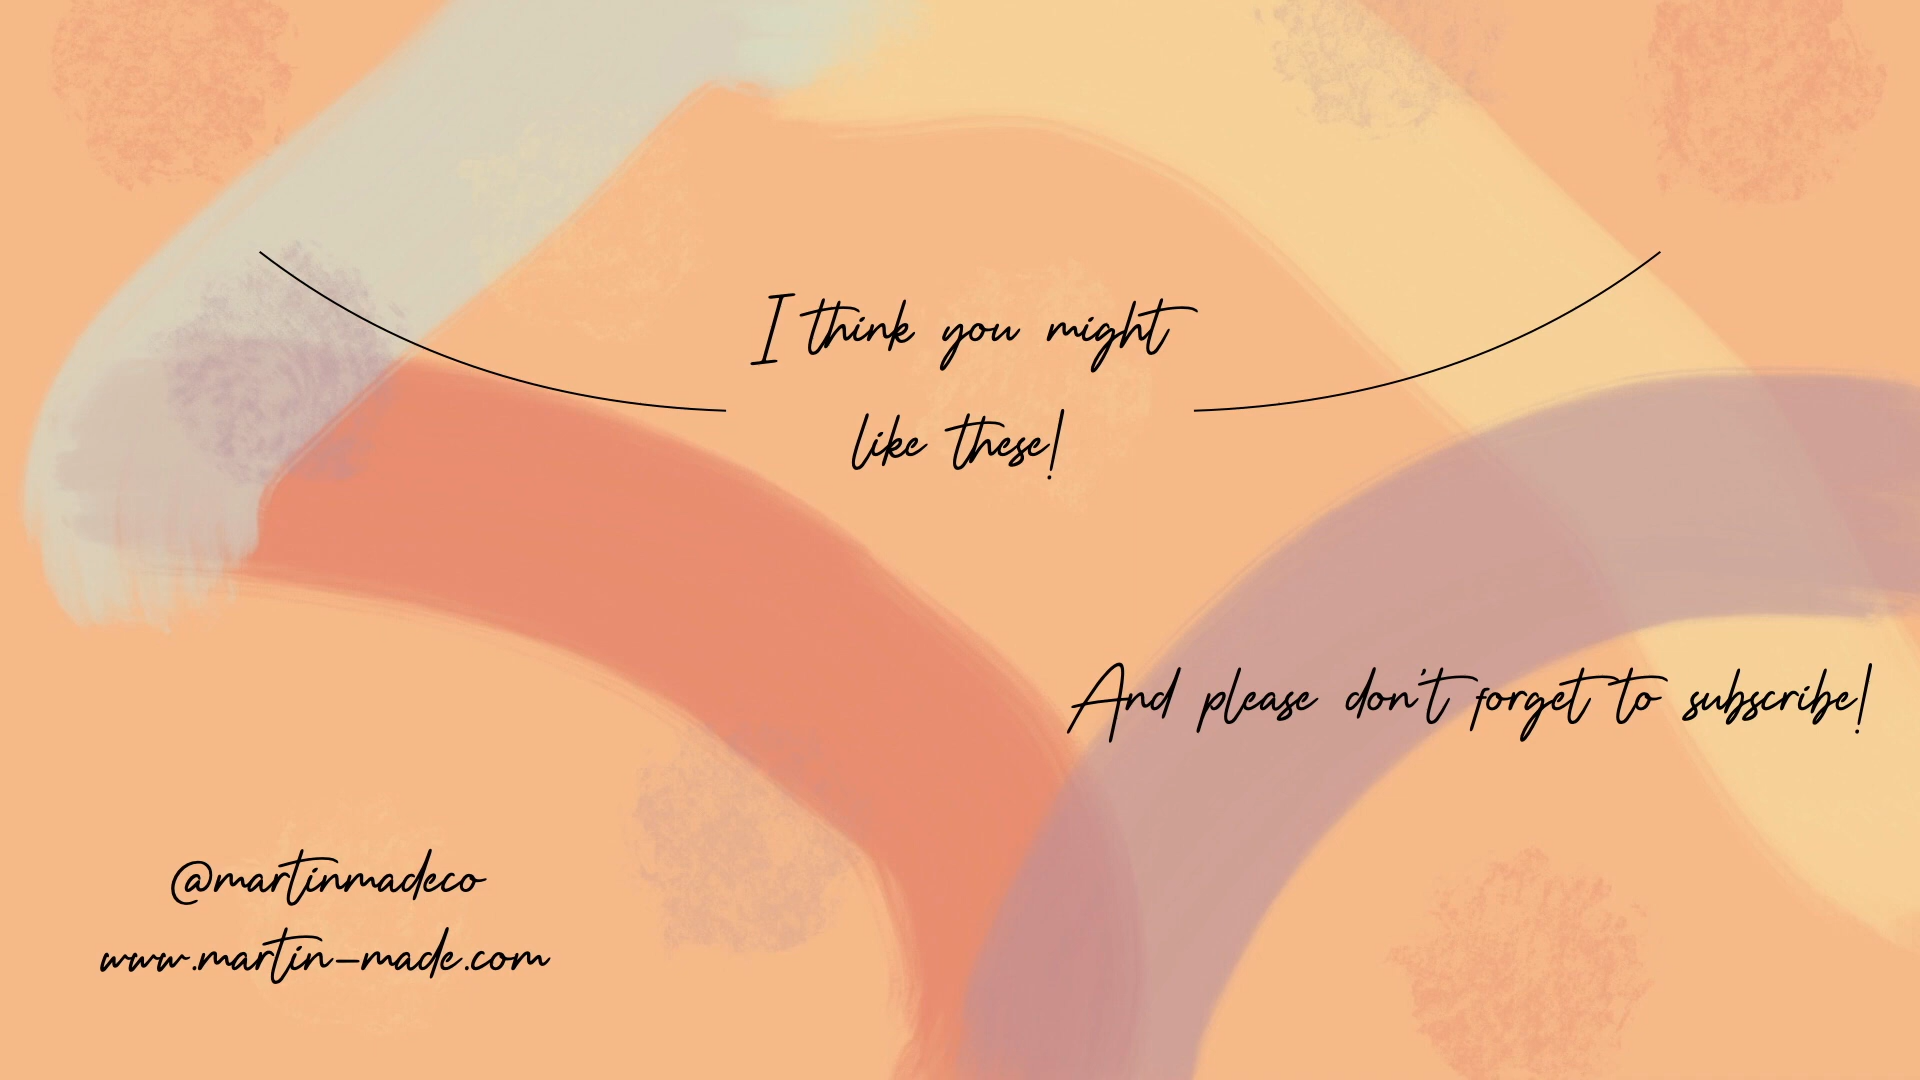 I think you might
like these!
And please don't forget to subscribe!
@martinmadeco
www.martin-made.com